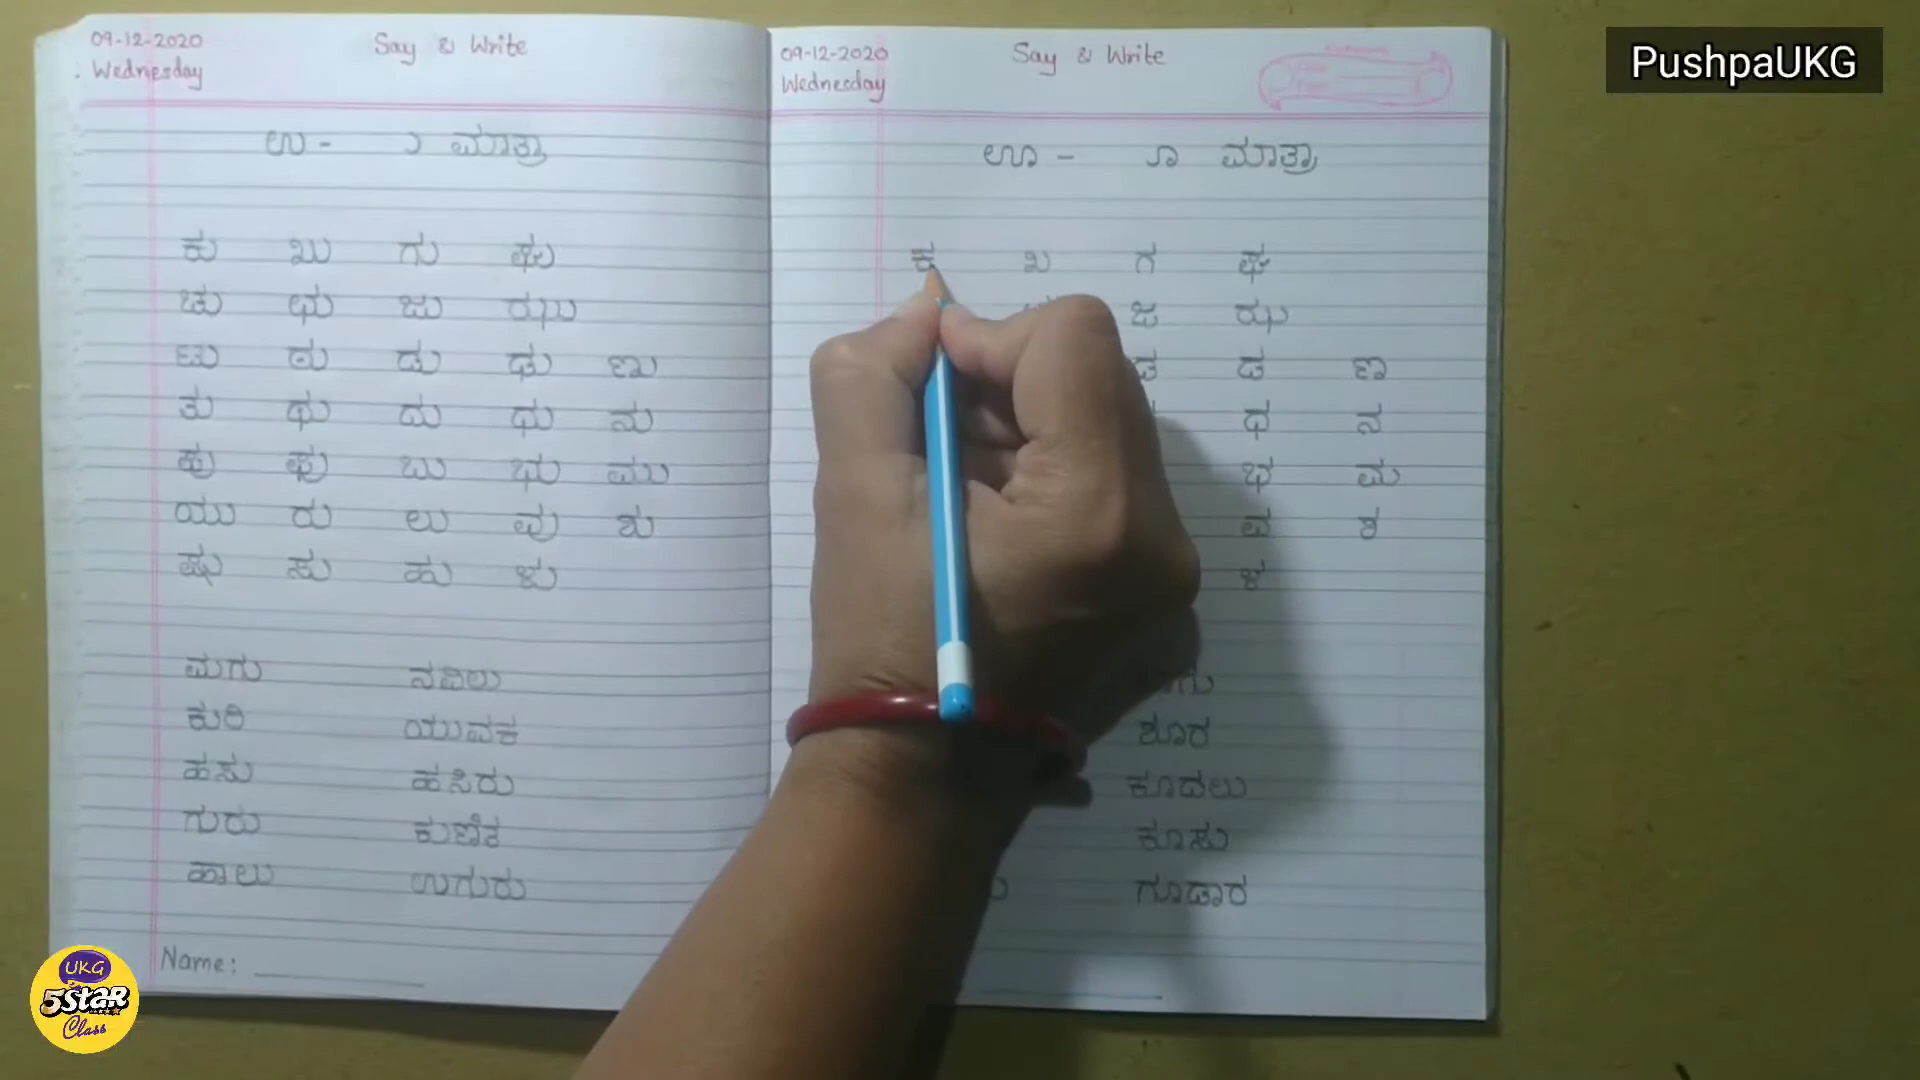 09-12-2020 Say & Write
Wednesday
ಉ - ು ಮಾತ್ರಾ
ಕು ಖು ಗು ಘು
ಚು ಛು ಜು ಝು
ಟು ಠು ಡು ಢು ಣು
ತು ಥು ದು ಧು ನು
ಪು ಫು ಬು ಭು ಮು
ಯು ರು ಲು ವು ಶು
ಷು ಸು ಹು ಳು
ಮಗು ನವಿಲು
ಕುರಿ ಯುವಕ
ಹಸು ಹಸಿರು
ಗುರು ಕುಣಿತ
ಹಾಲು ಉಗುರು
Name:
09-12-2020 Say & Write
Wednesday
ಊ - ೂ ಮಾತ್ರಾ
ಕ ಖ ಗ ಘ
ಜ ಝ
ಡ ಢ ಣ
ಧ ನ
ಭ ಮ
ವ ಶ
ಳ
ಶೂರ
ಕೂದಲು
ಕೂಸು
ಗೂಡಾರ
PushpaUKG
UKG
5StaR
Class